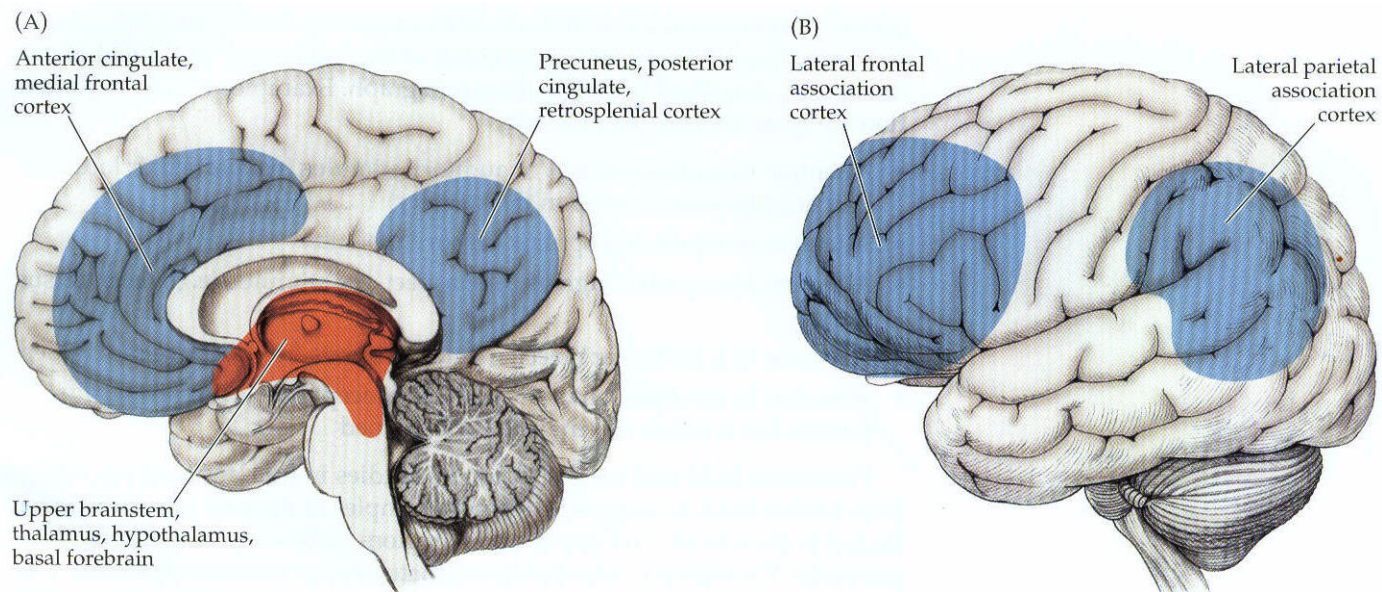 (A)
Anterior cingulate,
medial frontal
cortex
Precuneus, posterior
cingulate,
retrosplenial cortex
Upper brainstem,
thalamus, hypothalamus,
basal forebrain
(B)
Lateral frontal
association
cortex
Lateral parietal
association
cortex